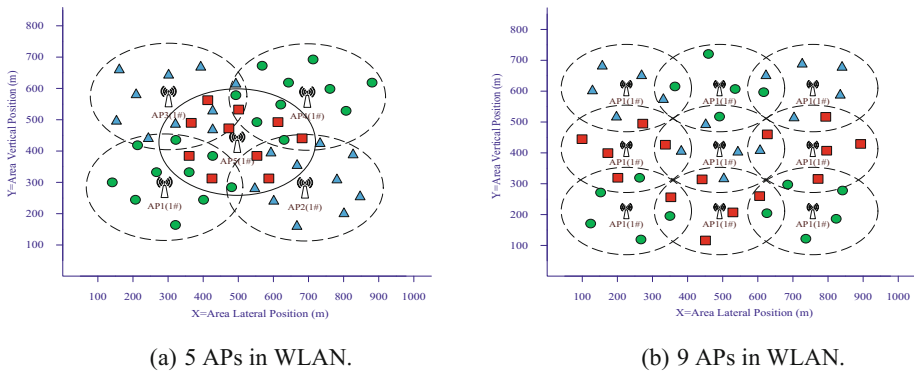 800
700
600
500
400
300
200
100
Y=Area Vertical Position (m)
AP3(1#)
AP4(1#)
AP5(1#)
AP1(1#)
AP2(1#)
100 200 300 400 500 600 700 800 900 1000
X=Area Lateral Position (m)
(a) 5 APs in WLAN.
800
700
600
500
400
300
200
100
Y=Area Vertical Position (m)
AP1(1#) AP1(1#) AP1(1#)
AP1(1#) AP1(1#) AP1(1#)
AP1(1#) AP1(1#) AP1(1#)
100 200 300 400 500 600 700 800 900 1000
X=Area Lateral Position (m)
(b) 9 APs in WLAN.